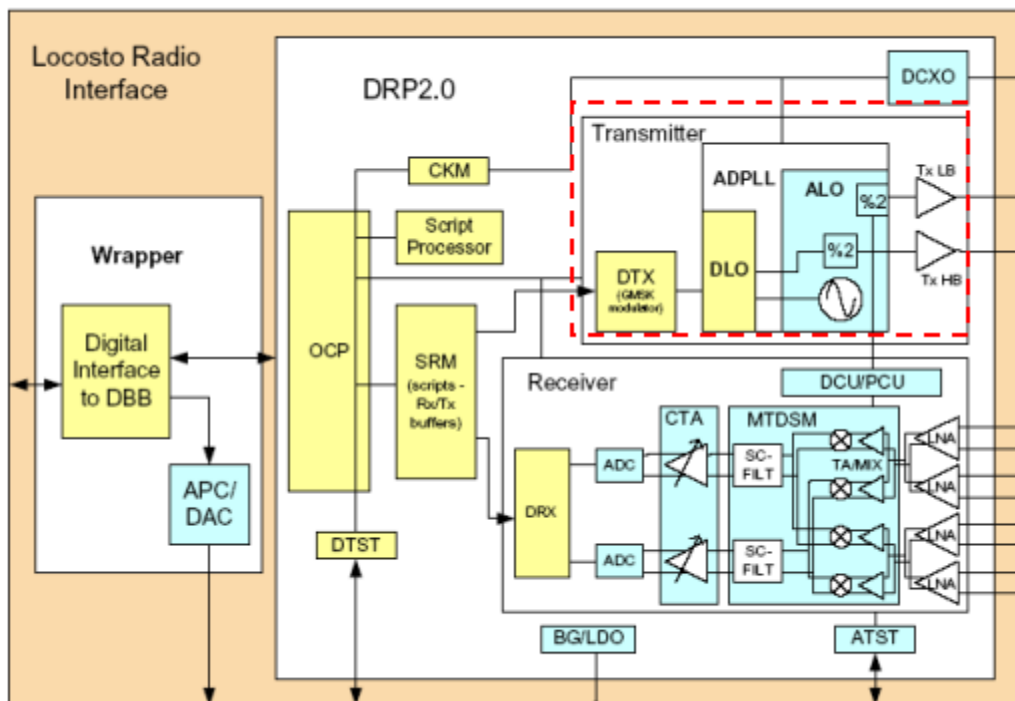 Locosto Radio
Interface
DRP2.0
DCXO
Transmitter
CKM
ADPLL
ALO
Tx LB
%2
Script
Processor
Wrapper
DTX
(GMSK
modulator)
DLO
%2
Tx HB
Digital
Interface
to DBB
OCP
SRM
(scripts -
Rx/Tx
buffers)
Receiver
DCU/PCU
CTA
MTDSM
APC/
DAC
ADC
SC-
FILT
TA/MIX
LNA
LNA
DRX
DTST
ADC
SC-
FILT
LNA
LNA
BG/LDO
ATST